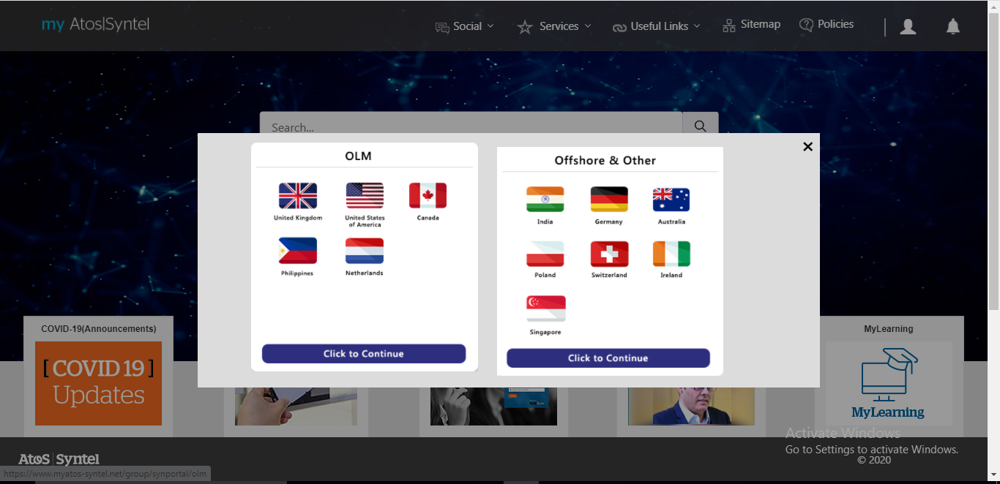 my Atos|Syntel
Social
Services
Useful Links
Sitemap
Policies
Search...
OLM
United Kingdom
United States
of America
Canada
Philippines
Netherlands
Click to Continue
Offshore & Other
India
Germany
Australia
Poland
Switzerland
Ireland
Singapore
Click to Continue
COVID-19(Announcements)
[COVID 19]
Updates
MyLearning
MyLearning
Activate Windows
Go to Settings to activate Windows.
© 2020
Atos | Syntel
https://www.myatos-syntel.net/group/synportal/olm